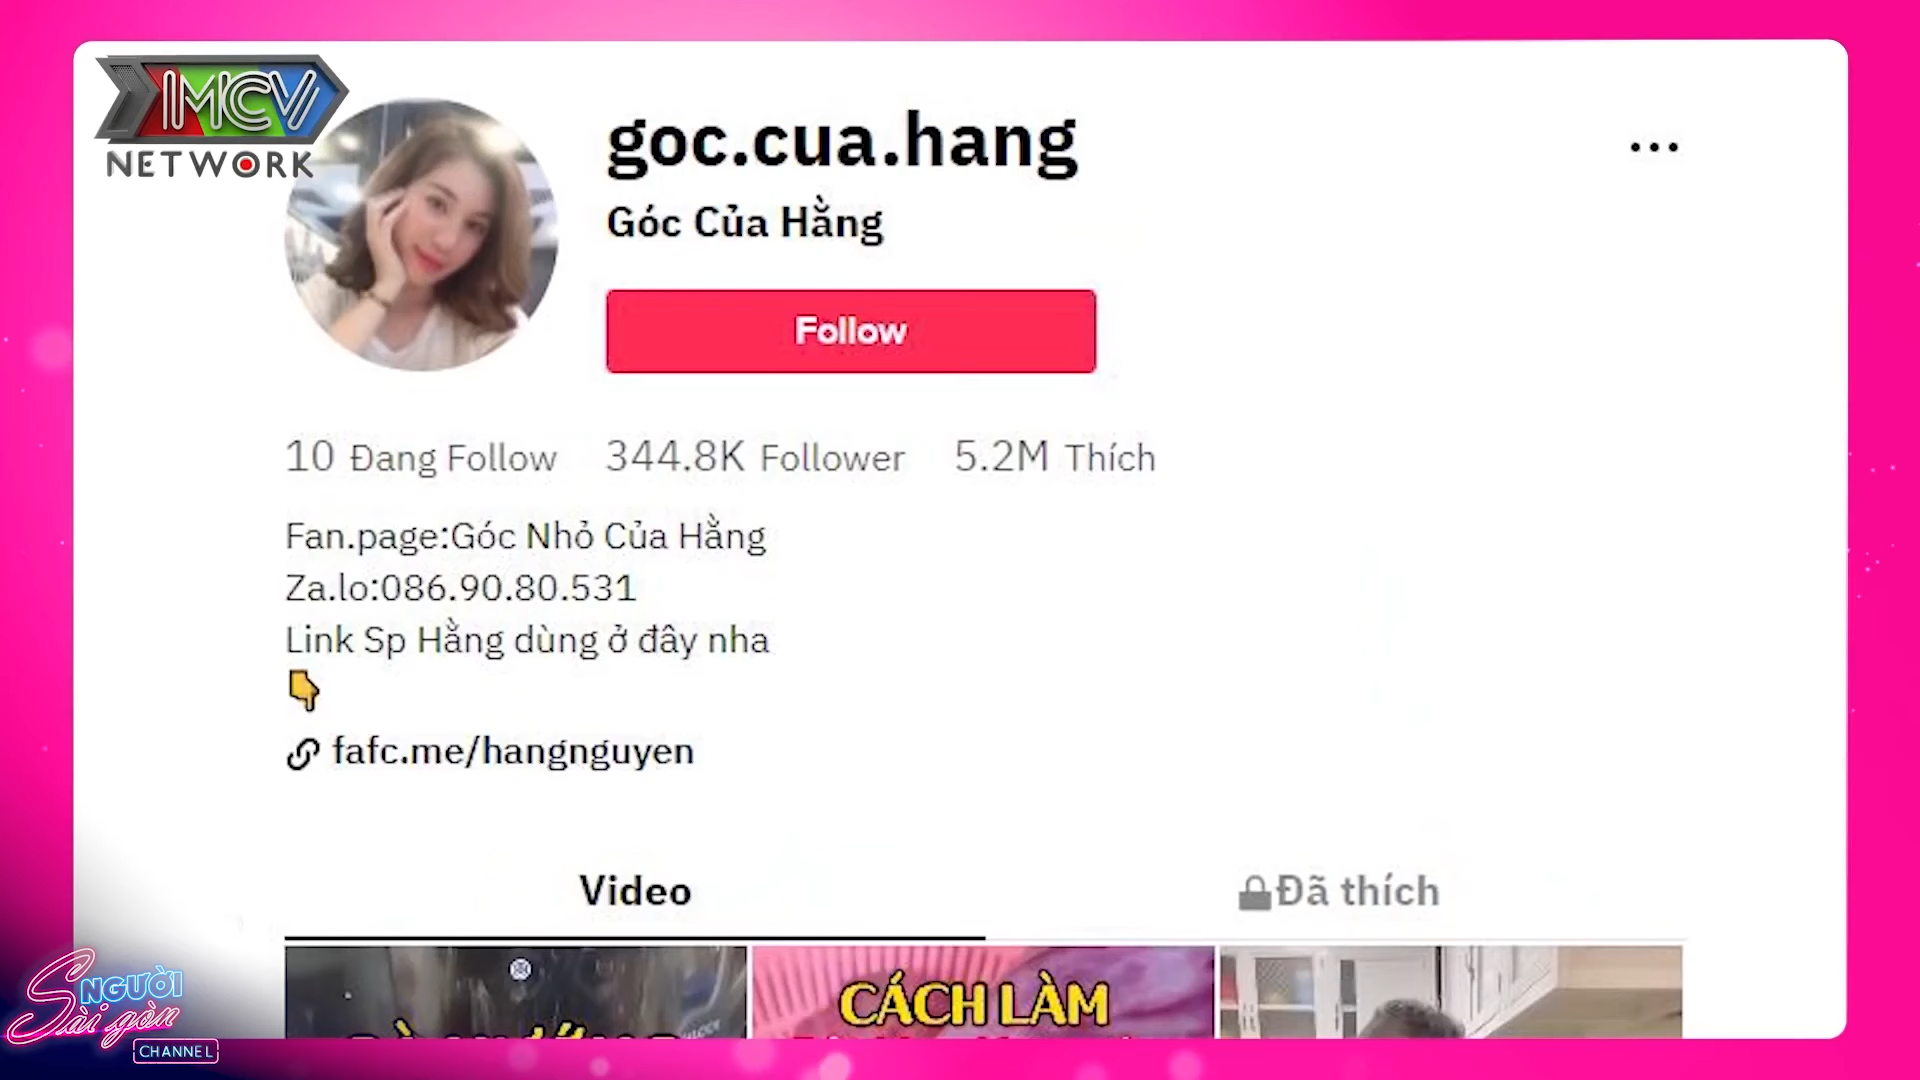 MCV
NETWORK
goc.cua.hang
Góc Của Hằng
Follow
10 Đang Follow 344.8K Follower 5.2M Thích
Fan.page:Góc Nhỏ Của Hằng
Za.lo:086.90.80.531
Link Sp Hằng dùng ở đây nha
fafc.me/hangnguyen
Video Đã thích
CÁCH LÀM
NGƯỜI
Sài gòn
CHANNEL